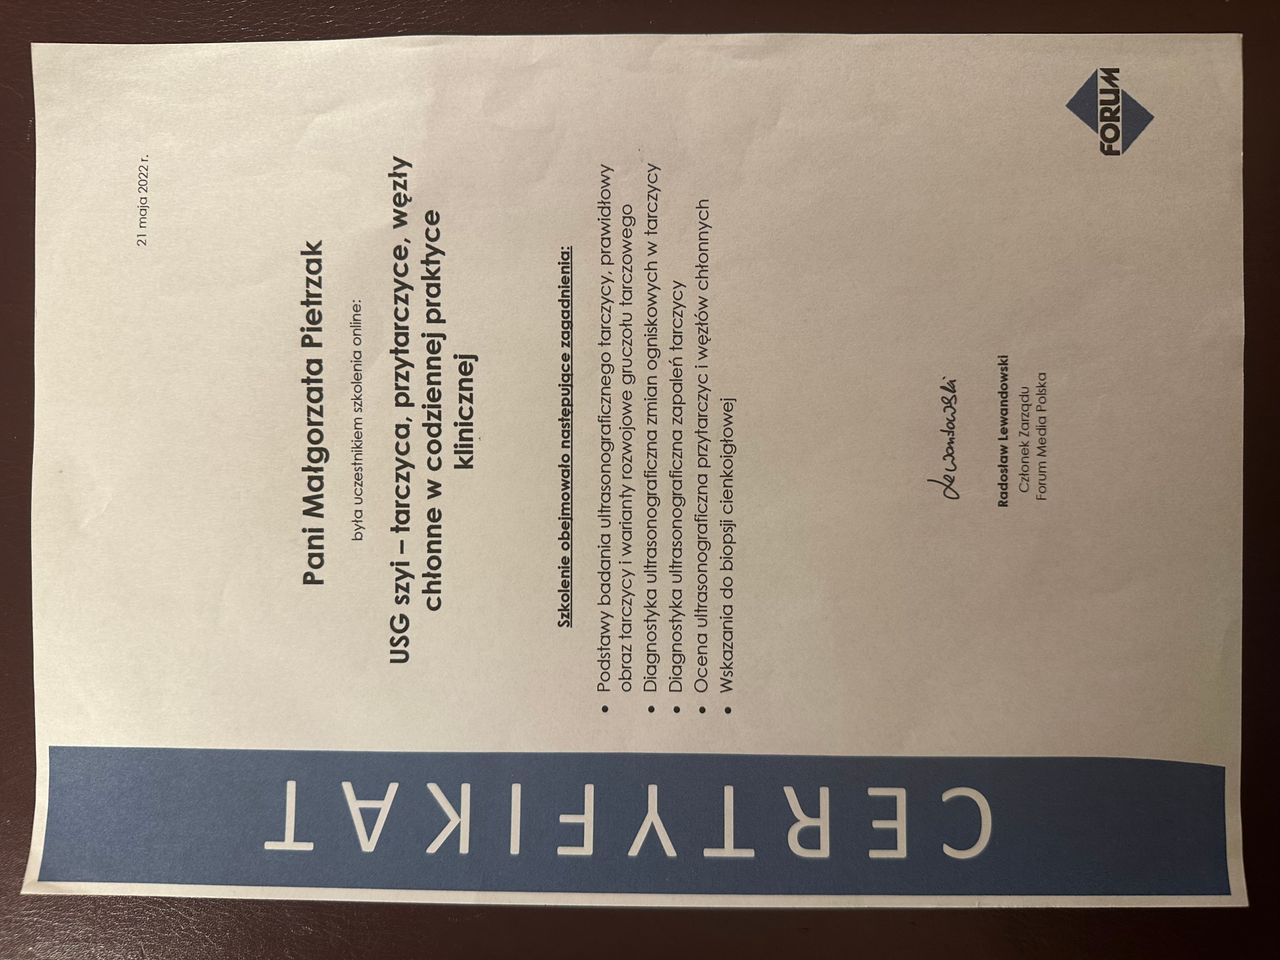 CERTYFIKAT
21 maja 2022 r.
Pani Małgorzata Pietrzak
była uczestnikiem szkolenia online:
USG szyi – tarczyca, przytarczyce, węzły
chłonne w codziennej praktyce
klinicznej
Szkolenie obejmowało następujące zagadnienia:
• Podstawy badania ultrasonograficznego tarczycy, prawidłowy
obraz tarczycy i warianty rozwojowe gruczołu tarczowego
• Diagnostyka ultrasonograficzna zmian ogniskowych w tarczycy
• Diagnostyka ultrasonograficzna zapaleń tarczycy
• Ocena ultrasonograficzna przytarczyc i węzłów chłonnych
• Wskazania do biopsji cienkoigłowej
Lewandowski
Radosław Lewandowski
Członek Zarządu
Forum Media Polska
FORUM